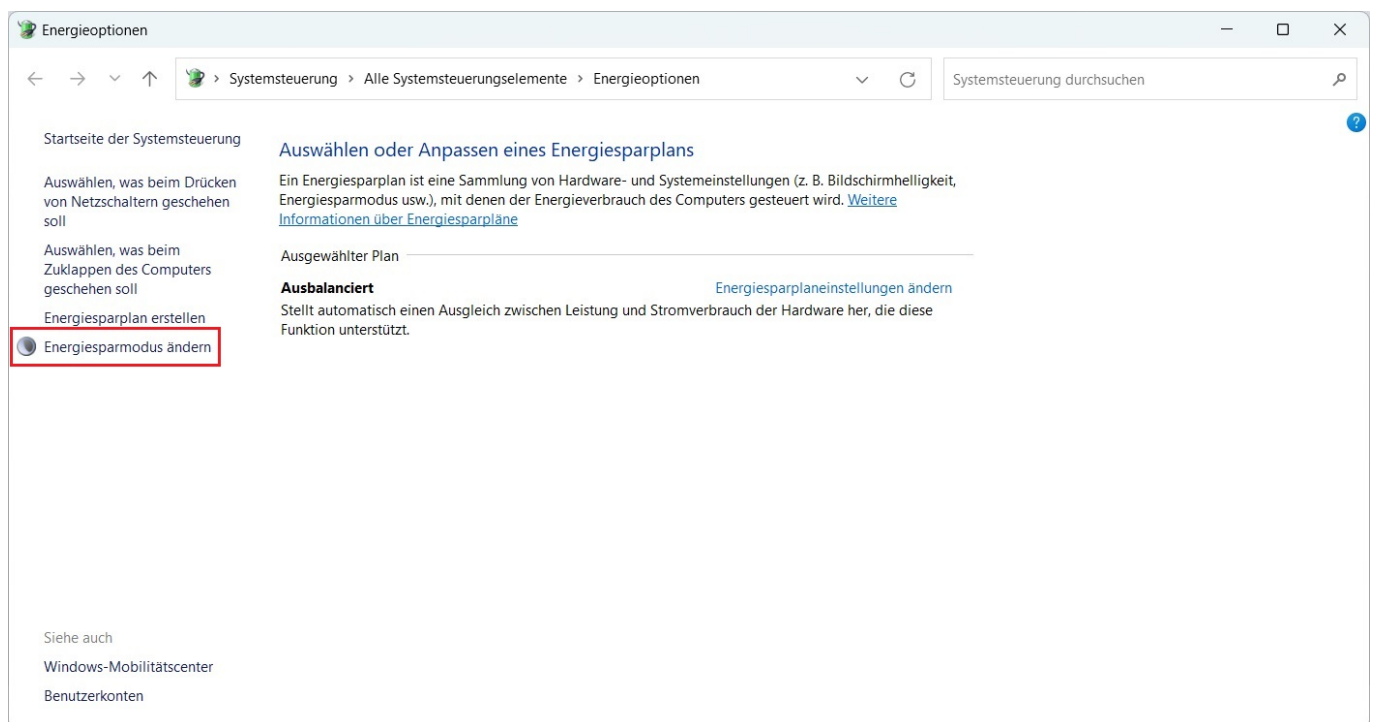 Energieoptionen
Systemsteuerung > Alle Systemsteuerungselemente > Energieoptionen
Systemsteuerung durchsuchen
Startseite der Systemsteuerung
Auswählen, was beim Drücken
von Netzschaltern geschehen
soll
Auswählen, was beim
Zuklappen des Computers
geschehen soll
Energiesparplan erstellen
Energiesparmodus ändern
Auswählen oder Anpassen eines Energiesparplans
Ein Energiesparplan ist eine Sammlung von Hardware- und Systemeinstellungen (z. B. Bildschirmhelligkeit,
Energiesparmodus usw.), mit denen der Energieverbrauch des Computers gesteuert wird. Weitere
Informationen über Energiesparpläne
Ausgewählter Plan
Ausbalanciert
Energiesparplaneinstellungen ändern
Stellt automatisch einen Ausgleich zwischen Leistung und Stromverbrauch der Hardware her, die diese
Funktion unterstützt.
Siehe auch
Windows-Mobilitätscenter
Benutzerkonten